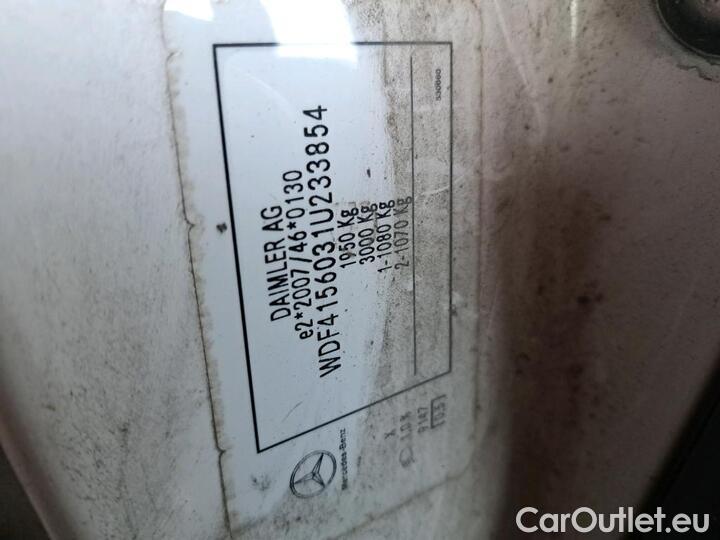 DAIMLER AG
e2*2007/46*0130
WDF4156031U233854
1950 Kg
3000 Kg
1-1080 Kg
2-1070 Kg
Mercedes-Benz
9147
CarOutlet.eu